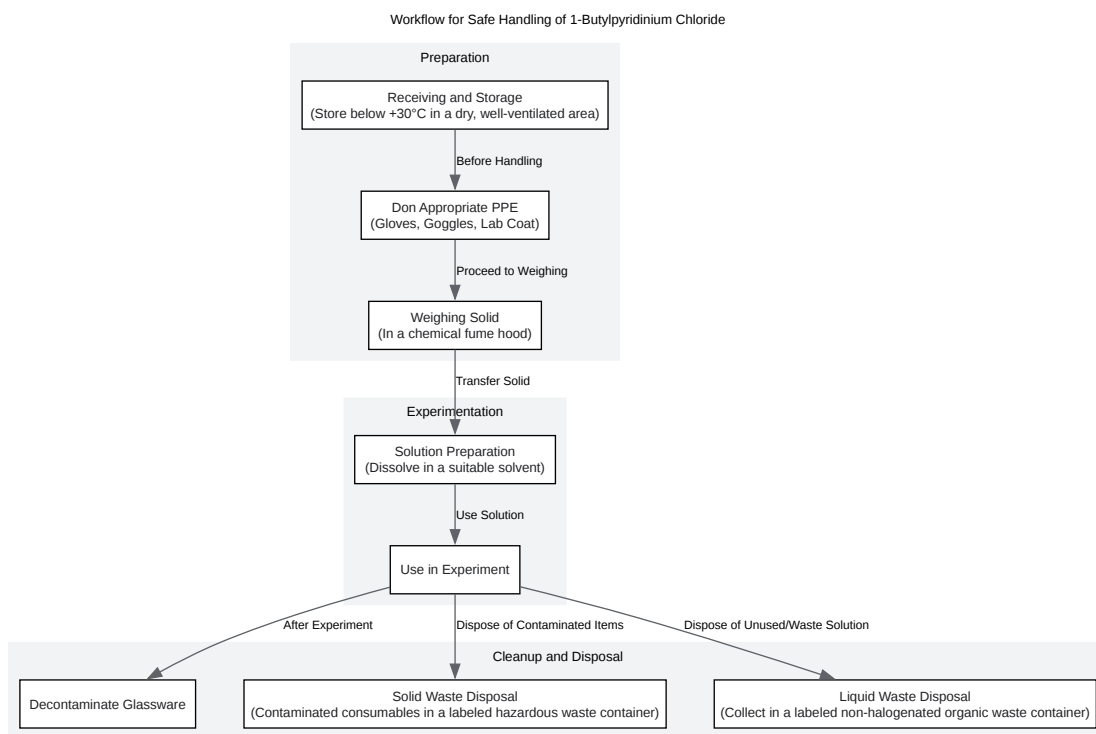 Workflow for Safe Handling of 1-Butylpyridinium Chloride
Preparation
Receiving and Storage
(Store below +30°C in a dry, well-ventilated area)
Before Handling
Don Appropriate PPE
(Gloves, Goggles, Lab Coat)
Proceed to Weighing
Weighing Solid
(In a chemical fume hood)
Transfer Solid
Experimentation
Solution Preparation
(Dissolve in a suitable solvent)
Use Solution
Use in Experiment
After Experiment
Dispose of Contaminated Items
Dispose of Unused/Waste Solution
Cleanup and Disposal
Decontaminate Glassware
Solid Waste Disposal
(Contaminated consumables in a labeled hazardous waste container)
Liquid Waste Disposal
(Collect in a labeled non-halogenated organic waste container)